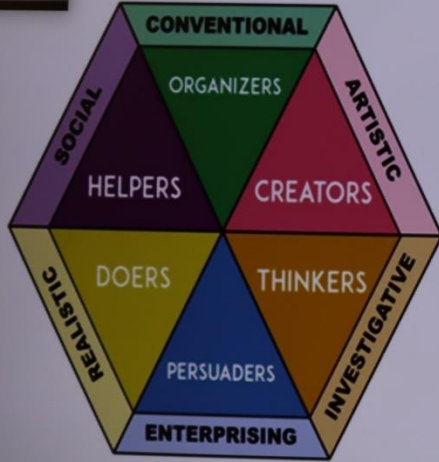 CONVENTIONAL
ORGANIZERS
SOCIAL
ARTISTIC
HELPERS
CREATORS
DOERS
THINKERS
REALISTIC
INVESTIGATIVE
PERSUADERS
ENTERPRISING